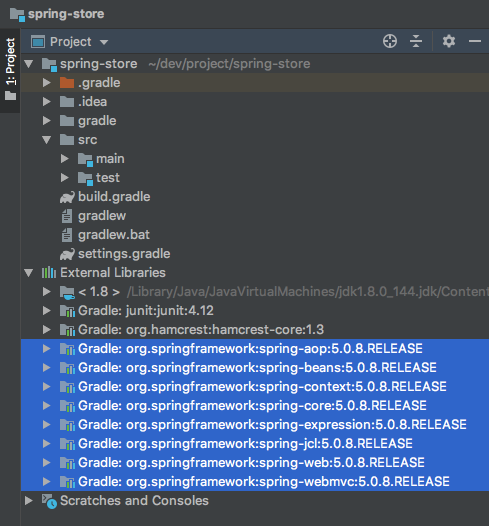 spring-store
1: Project
Project
spring-store ~/dev/project/spring-store
.gradle
.idea
gradle
src
main
test
build.gradle
gradlew
gradlew.bat
settings.gradle
External Libraries
< 1.8 > /Library/Java/JavaVirtualMachines/jdk1.8.0_144.jdk/Content
Gradle: junit:junit:4.12
Gradle: org.hamcrest:hamcrest-core:1.3
Gradle: org.springframework:spring-aop:5.0.8.RELEASE
Gradle: org.springframework:spring-beans:5.0.8.RELEASE
Gradle: org.springframework:spring-context:5.0.8.RELEASE
Gradle: org.springframework:spring-core:5.0.8.RELEASE
Gradle: org.springframework:spring-expression:5.0.8.RELEASE
Gradle: org.springframework:spring-jcl:5.0.8.RELEASE
Gradle: org.springframework:spring-web:5.0.8.RELEASE
Gradle: org.springframework:spring-webmvc:5.0.8.RELEASE
Scratches and Consoles